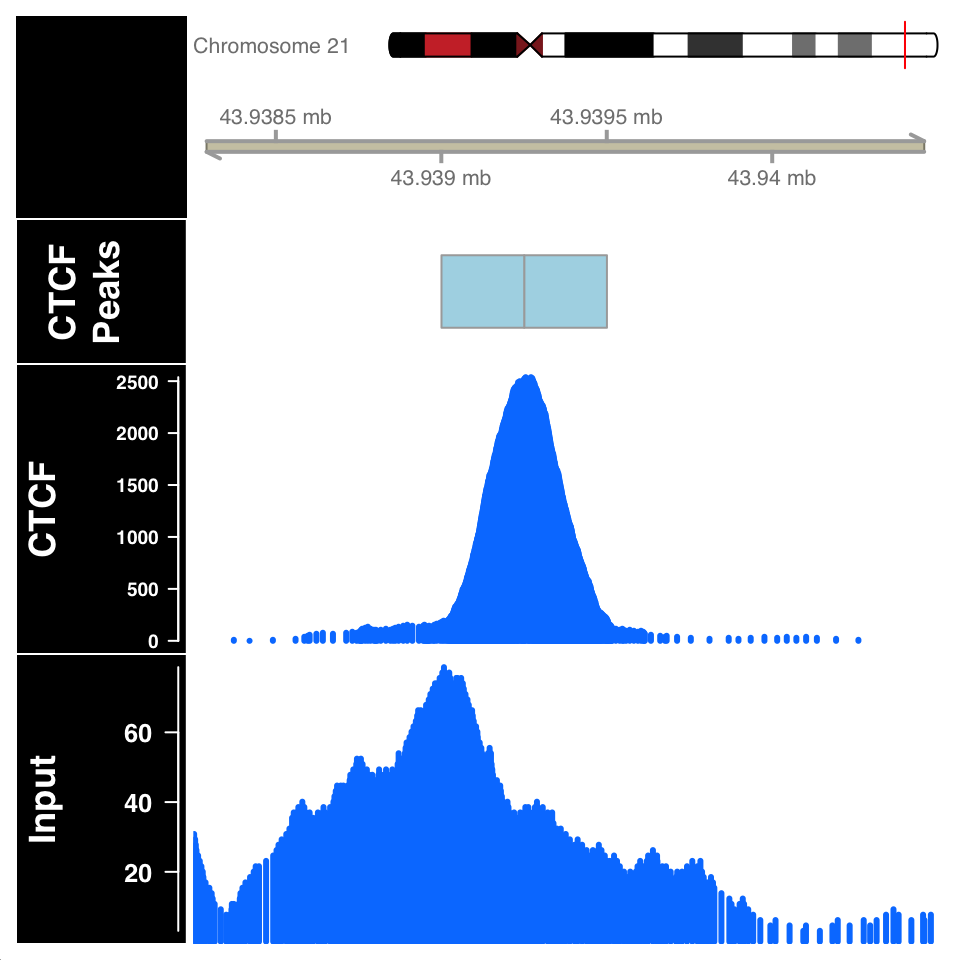 Chromosome 21
43.9385 mb
43.9395 mb
43.939 mb
43.94 mb
CTCF
Peaks
CTCF
2500
2000
1500
1000
500
0
Input
60
40
20